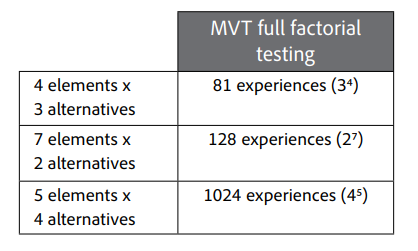 MVT full factorial
testing
4 elements x
3 alternatives
81 experiences (3⁴)
7 elements x
2 alternatives
128 experiences (2⁷)
5 elements x
4 alternatives
1024 experiences (4⁵)